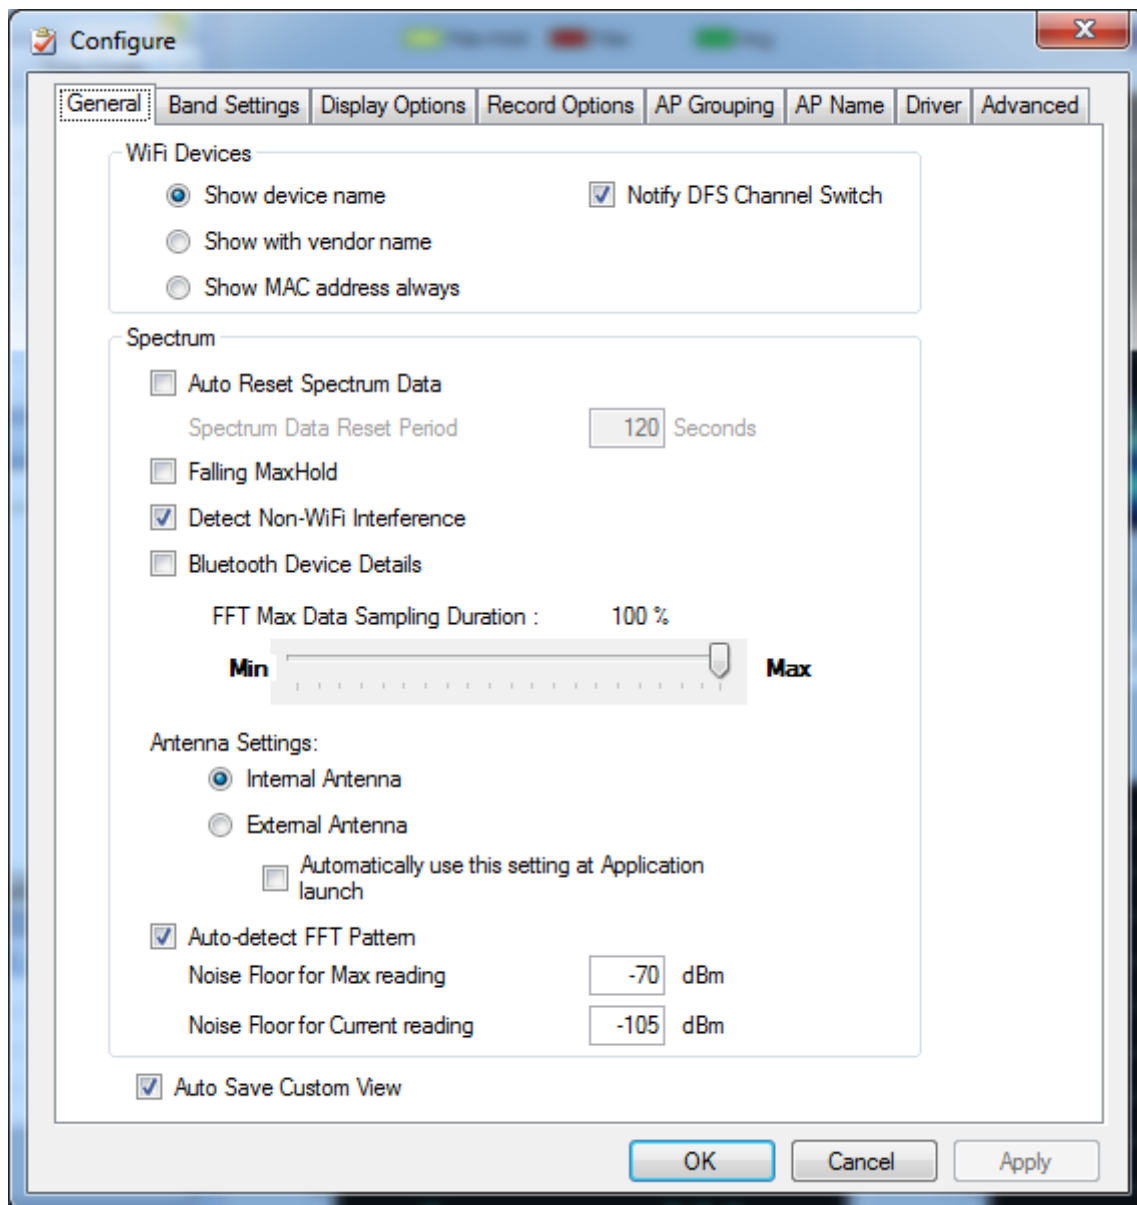 Configure
General Band Settings Display Options Record Options AP Grouping AP Name Driver Advanced
WiFi Devices
Show device name Notify DFS Channel Switch
Show with vendor name
Show MAC address always
Spectrum
Auto Reset Spectrum Data
Spectrum Data Reset Period 120 Seconds
Falling MaxHold
Detect Non-WiFi Interference
Bluetooth Device Details
FFT Max Data Sampling Duration : 100 %
Min Max
Antenna Settings:
Internal Antenna
External Antenna
Automatically use this setting at Application
launch
Auto-detect FFT Pattern
Noise Floor for Max reading -70 dBm
Noise Floor for Current reading -105 dBm
Auto Save Custom View
OK Cancel Apply